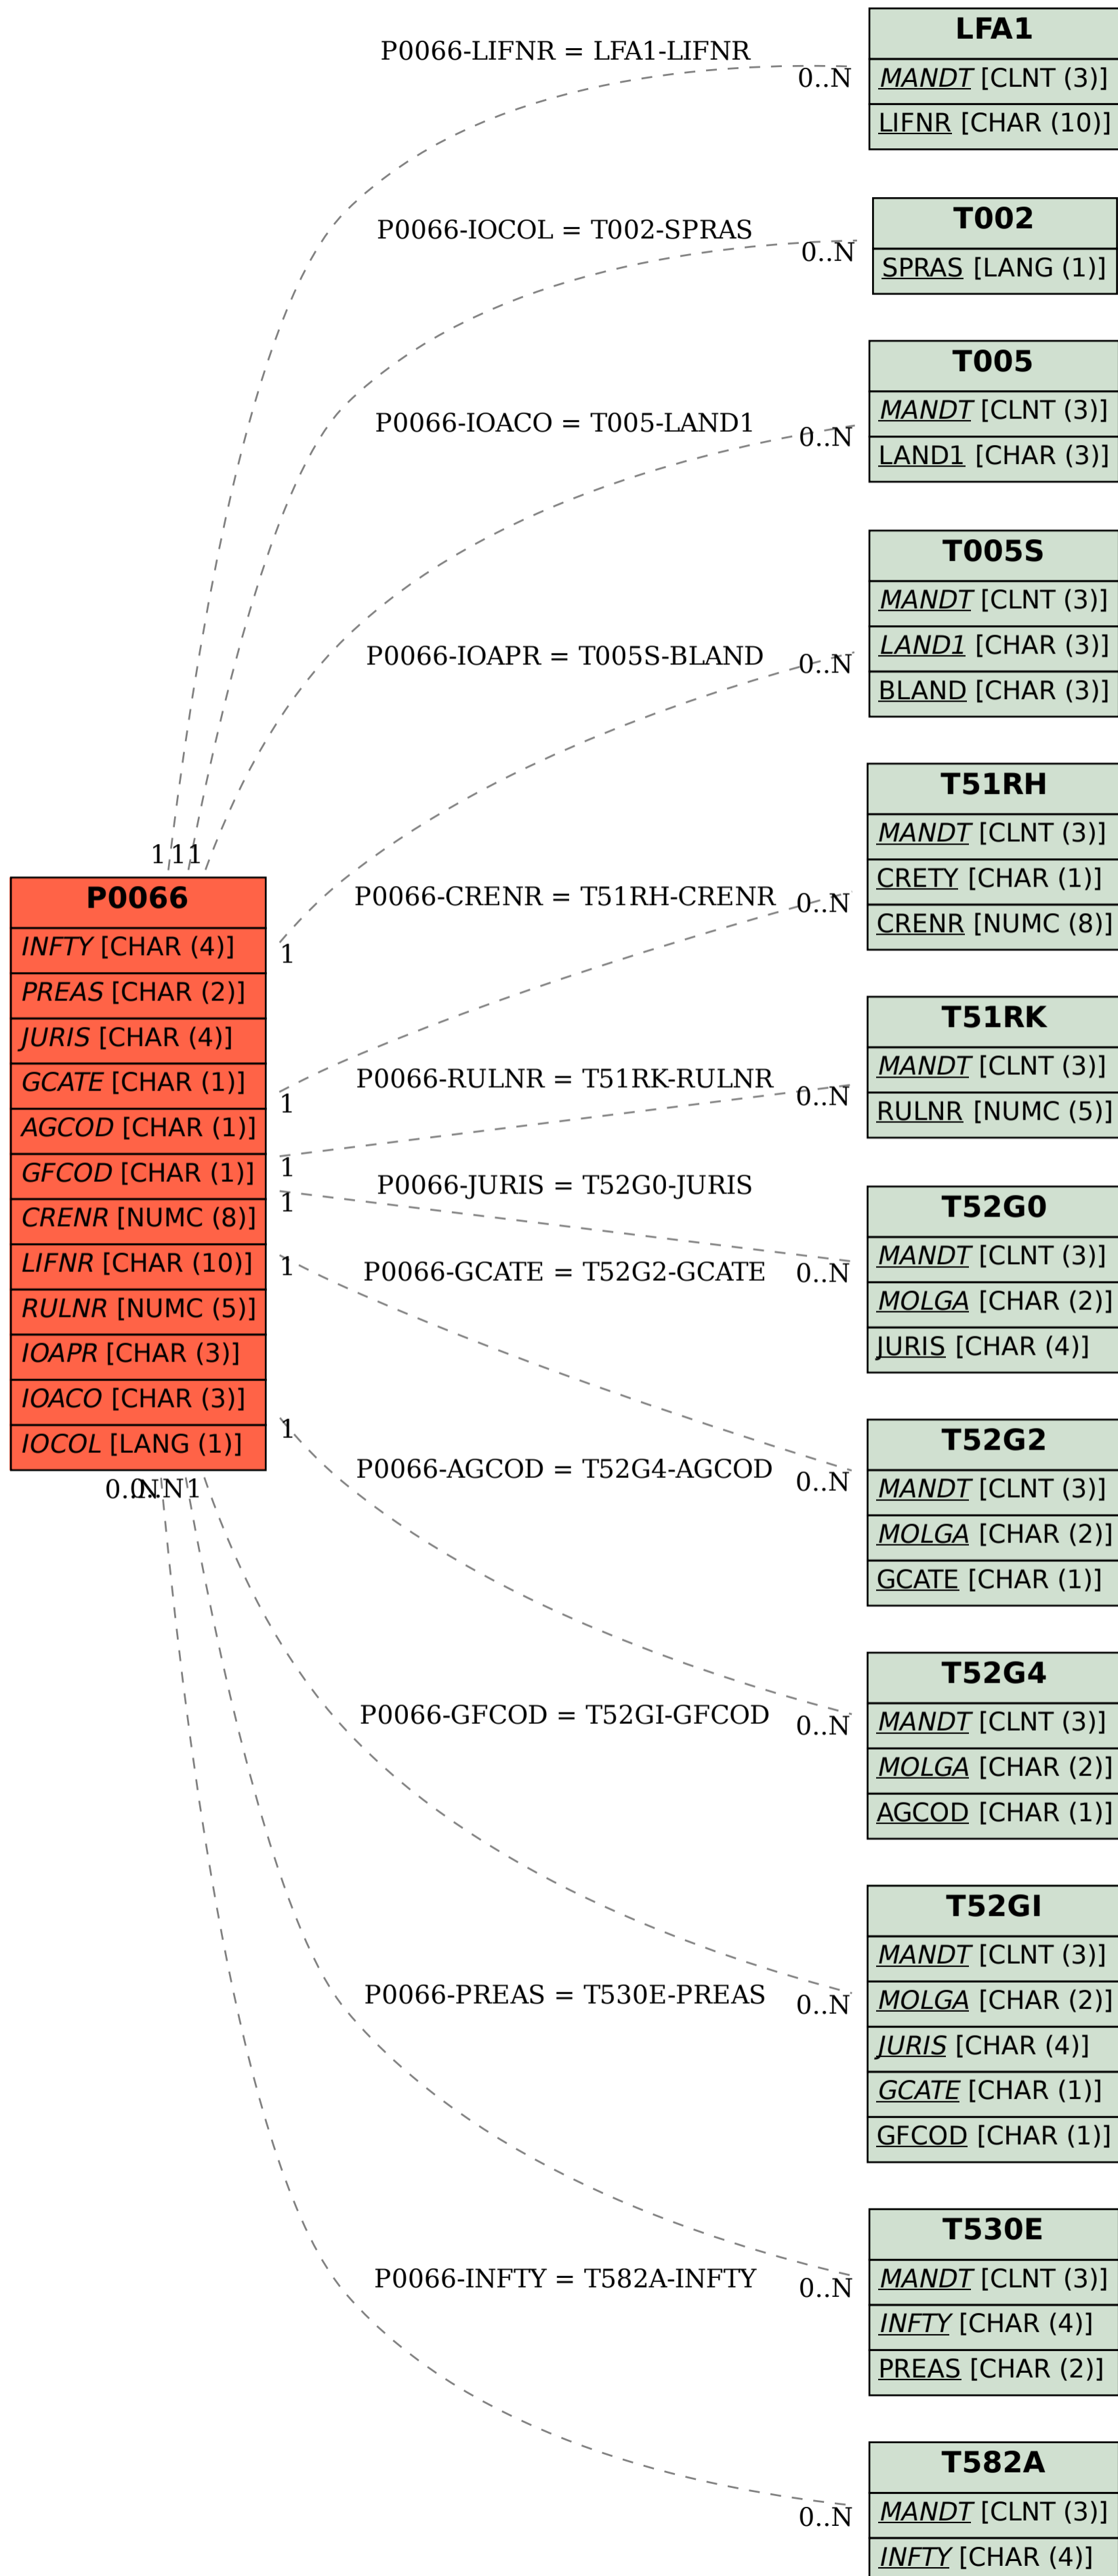 LFA1
MANDT [CLNT (3)]
LIFNR [CHAR (10)]
P0066-LIFNR = LFA1-LIFNR
0..N
T002
SPRAS [LANG (1)]
P0066-IOCOL = T002-SPRAS
0..N
T005
MANDT [CLNT (3)]
LAND1 [CHAR (3)]
P0066-IOACO = T005-LAND1
0..N
T005S
MANDT [CLNT (3)]
LAND1 [CHAR (3)]
BLAND [CHAR (3)]
P0066-IOAPR = T005S-BLAND
0..N
T51RH
MANDT [CLNT (3)]
CRETY [CHAR (1)]
CRENR [NUMC (8)]
P0066-CRENR = T51RH-CRENR
0..N
1 1 1
P0066
INFTY [CHAR (4)]
PREAS [CHAR (2)]
JURIS [CHAR (4)]
GCATE [CHAR (1)]
AGCOD [CHAR (1)]
GFCOD [CHAR (1)]
CRENR [NUMC (8)]
LIFNR [CHAR (10)]
RULNR [NUMC (5)]
IOAPR [CHAR (3)]
IOACO [CHAR (3)]
IOCOL [LANG (1)]
1
1
1
1
1
1
0..N 0..N 1
T51RK
MANDT [CLNT (3)]
RULNR [NUMC (5)]
P0066-RULNR = T51RK-RULNR
0..N
T52G0
MANDT [CLNT (3)]
MOLGA [CHAR (2)]
JURIS [CHAR (4)]
P0066-JURIS = T52G0-JURIS
0..N
P0066-GCATE = T52G2-GCATE
T52G2
MANDT [CLNT (3)]
MOLGA [CHAR (2)]
GCATE [CHAR (1)]
0..N
P0066-AGCOD = T52G4-AGCOD
T52G4
MANDT [CLNT (3)]
MOLGA [CHAR (2)]
AGCOD [CHAR (1)]
0..N
P0066-GFCOD = T52GI-GFCOD
T52GI
MANDT [CLNT (3)]
MOLGA [CHAR (2)]
JURIS [CHAR (4)]
GCATE [CHAR (1)]
GFCOD [CHAR (1)]
0..N
P0066-PREAS = T530E-PREAS
T530E
MANDT [CLNT (3)]
INFTY [CHAR (4)]
PREAS [CHAR (2)]
0..N
P0066-INFTY = T582A-INFTY
T582A
MANDT [CLNT (3)]
INFTY [CHAR (4)]
0..N